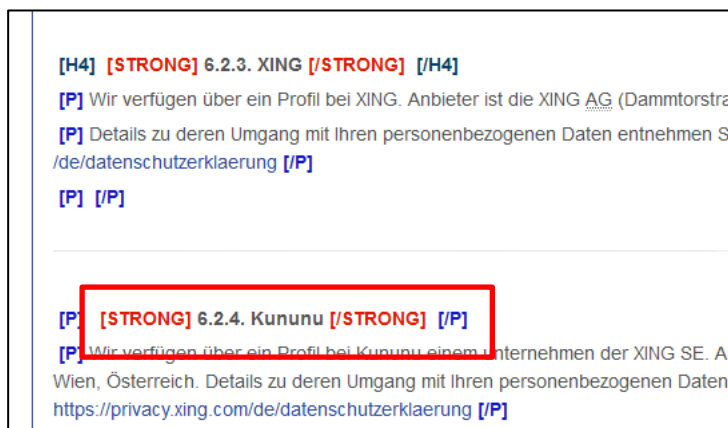 [H4] [STRONG] 6.2.3. XING [/STRONG] [/H4]
[P] Wir verfügen über ein Profil bei XING. Anbieter ist die XING AG (Dammtorstra
[P] Details zu deren Umgang mit Ihren personenbezogenen Daten entnehmen S
/de/datenschutzerklaerung [/P]
[P] [/P]
[P] [STRONG] 6.2.4. Kununu [/STRONG] [/P]
[P] Wir verfügen über ein Profil bei Kununu einem unternehmen der XING SE. A
Wien, Österreich. Details zu deren Umgang mit Ihren personenbezogenen Daten
https://privacy.xing.com/de/datenschutzerklaerung [/P]